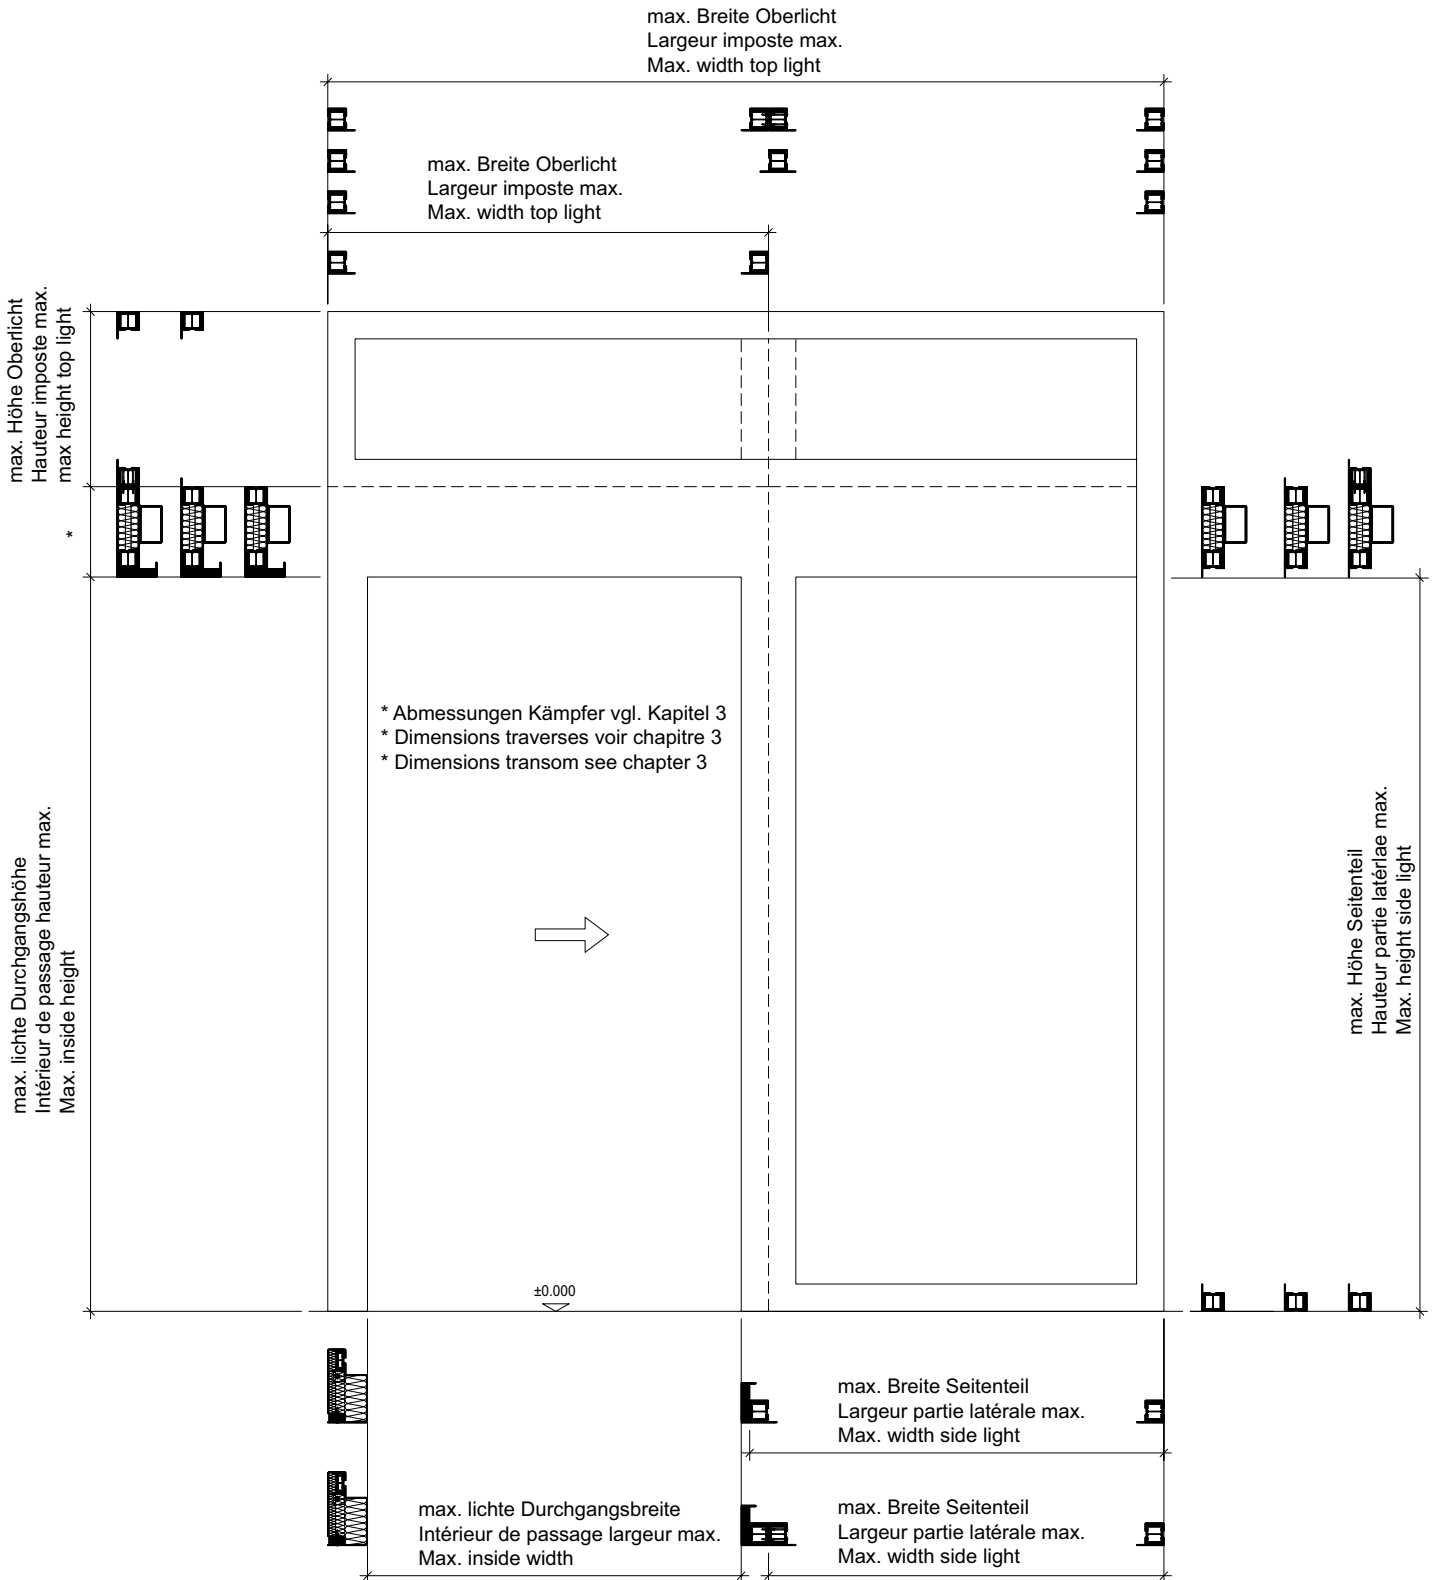 max. Breite Oberlicht
Largeur imposte max.
Max. width top light
max. Breite Oberlicht
Largeur imposte max.
Max. width top light
max. Höhe Oberlicht
Hauteur imposte max.
max height top light
*
* Abmessungen Kämpfer vgl. Kapitel 3
* Dimensions traverses voir chapitre 3
* Dimensions transom see chapter 3
max. lichte Durchgangshöhe
Intérieur de passage hauteur max.
Max. inside height
max. Höhe Seitenteil
Hauteur partie latérlae max.
Max. height side light
±0.000
max. Breite Seitenteil
Largeur partie latérale max.
Max. width side light
max. lichte Durchgangsbreite
Intérieur de passage largeur max.
Max. inside width
max. Breite Seitenteil
Largeur partie latérale max.
Max. width side light